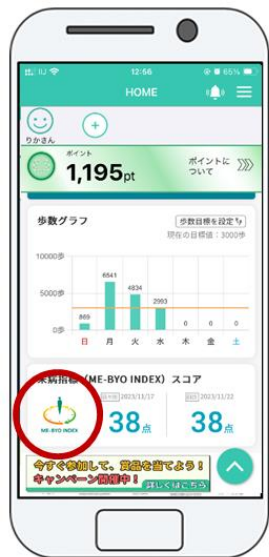 IIJ 12:56 65%
HOME
りかさん
ポイント
1,195pt
ポイントに
ついて
歩数グラフ
歩数目標を設定
現在の目標値：3000歩
10000歩
5000歩
0歩
869 6841 4834 2993 0 0 0
日 月 火 水 木 金 土
未病指標（ME-BYO INDEX）スコア
2023/11/17
2023/11/22
ME-BYO INDEX
38点
38点
今すぐ参加して、賞品を当てよう！
キャンペーン開催中！
詳しくはこちら